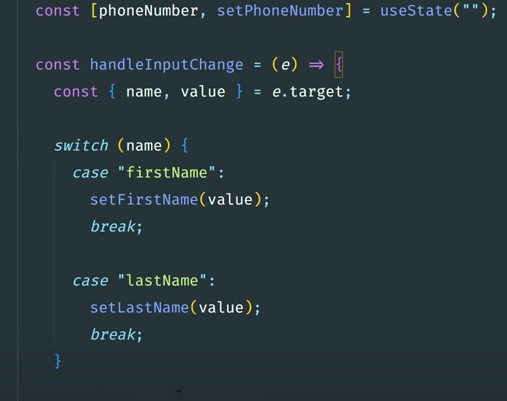 const [phoneNumber, setPhoneNumber] = useState("");
const handleInputChange = (e) => {
const { name, value } = e.target;
switch (name) {
case "firstName":
setFirstName(value);
break;
case "lastName":
setLastName(value);
break;
}